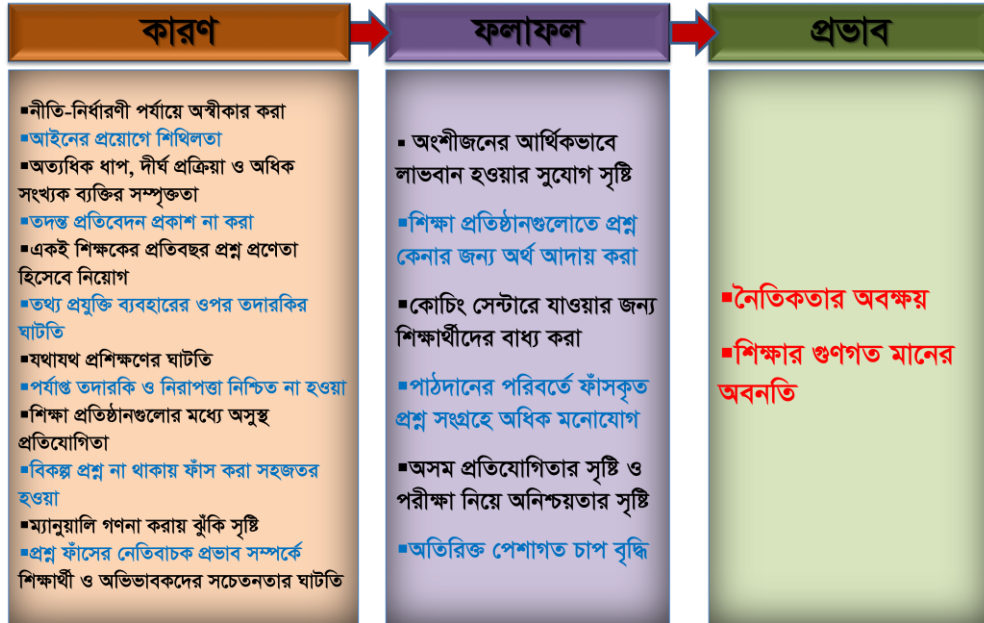 কারণ
ফলাফল
প্রভাব
▪নীতি-নির্ধারণী পর্যায়ে অস্বীকার করা
▪আইনের প্রয়োগে শিথিলতা
▪অত্যধিক ধাপ, দীর্ঘ প্রক্রিয়া ও অধিক
সংখ্যক ব্যক্তির সম্পৃক্ততা
▪তদন্ত প্রতিবেদন প্রকাশ না করা
▪একই শিক্ষকের প্রতিবছর প্রশ্ন প্রণেতা
হিসেবে নিয়োগ
▪তথ্য প্রযুক্তি ব্যবহারের ওপর তদারকির
ঘাটতি
▪যথাযথ প্রশিক্ষণের ঘাটতি
▪পর্যাপ্ত তদারকি ও নিরাপত্তা নিশ্চিত না হওয়া
▪শিক্ষা প্রতিষ্ঠানগুলোর মধ্যে অসুস্থ
প্রতিযোগিতা
▪বিকল্প প্রশ্ন না থাকায় ফাঁস করা সহজতর
হওয়া
▪ম্যানুয়ালি গণনা করায় ঝুঁকি সৃষ্টি
▪প্রশ্ন ফাঁসের নেতিবাচক প্রভাব সম্পর্কে
শিক্ষার্থী ও অভিভাবকদের সচেতনতার ঘাটতি
▪ অংশীজনের আর্থিকভাবে
লাভবান হওয়ার সুযোগ সৃষ্টি
▪শিক্ষা প্রতিষ্ঠানগুলোতে প্রশ্ন
কেনার জন্য অর্থ আদায় করা
▪কোচিং সেন্টারে যাওয়ার জন্য
শিক্ষার্থীদের বাধ্য করা
▪পাঠদানের পরিবর্তে ফাঁসকৃত
প্রশ্ন সংগ্রহে অধিক মনোযোগ
▪অসম প্রতিযোগিতার সৃষ্টি ও
পরীক্ষা নিয়ে অনিশ্চয়তার সৃষ্টি
▪অতিরিক্ত পেশাগত চাপ বৃদ্ধি
▪নৈতিকতার অবক্ষয়
▪শিক্ষার গুণগত মানের
অবনতি